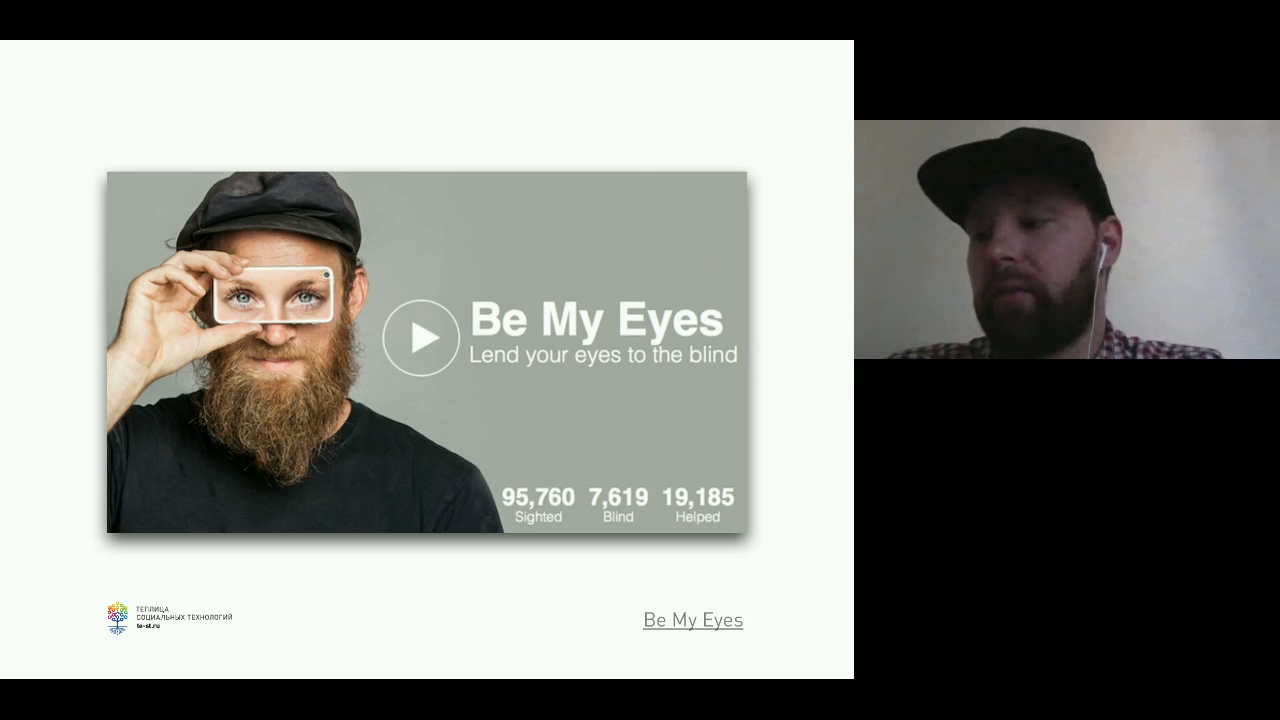 Be My Eyes
Lend your eyes to the blind
95,760 7,619 19,185
Sighted Blind Helped
ТЕПЛИЦА
СОЦИАЛЬНЫХ ТЕХНОЛОГИЙ
te-st.ru
Be My Eyes